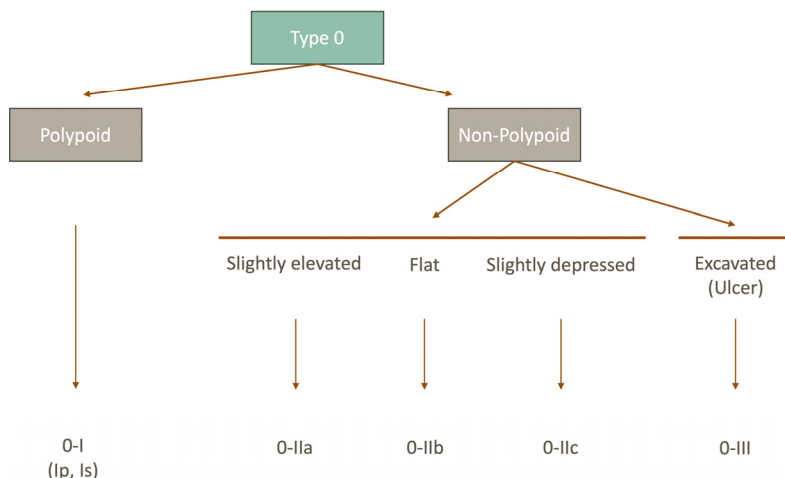 Type 0
Polypoid
Non-Polypoid
Slightly elevated
Flat
Slightly depressed
Excavated
(Ulcer)
0-I
(Ip, Is)
0-IIa
0-IIb
0-IIc
0-III